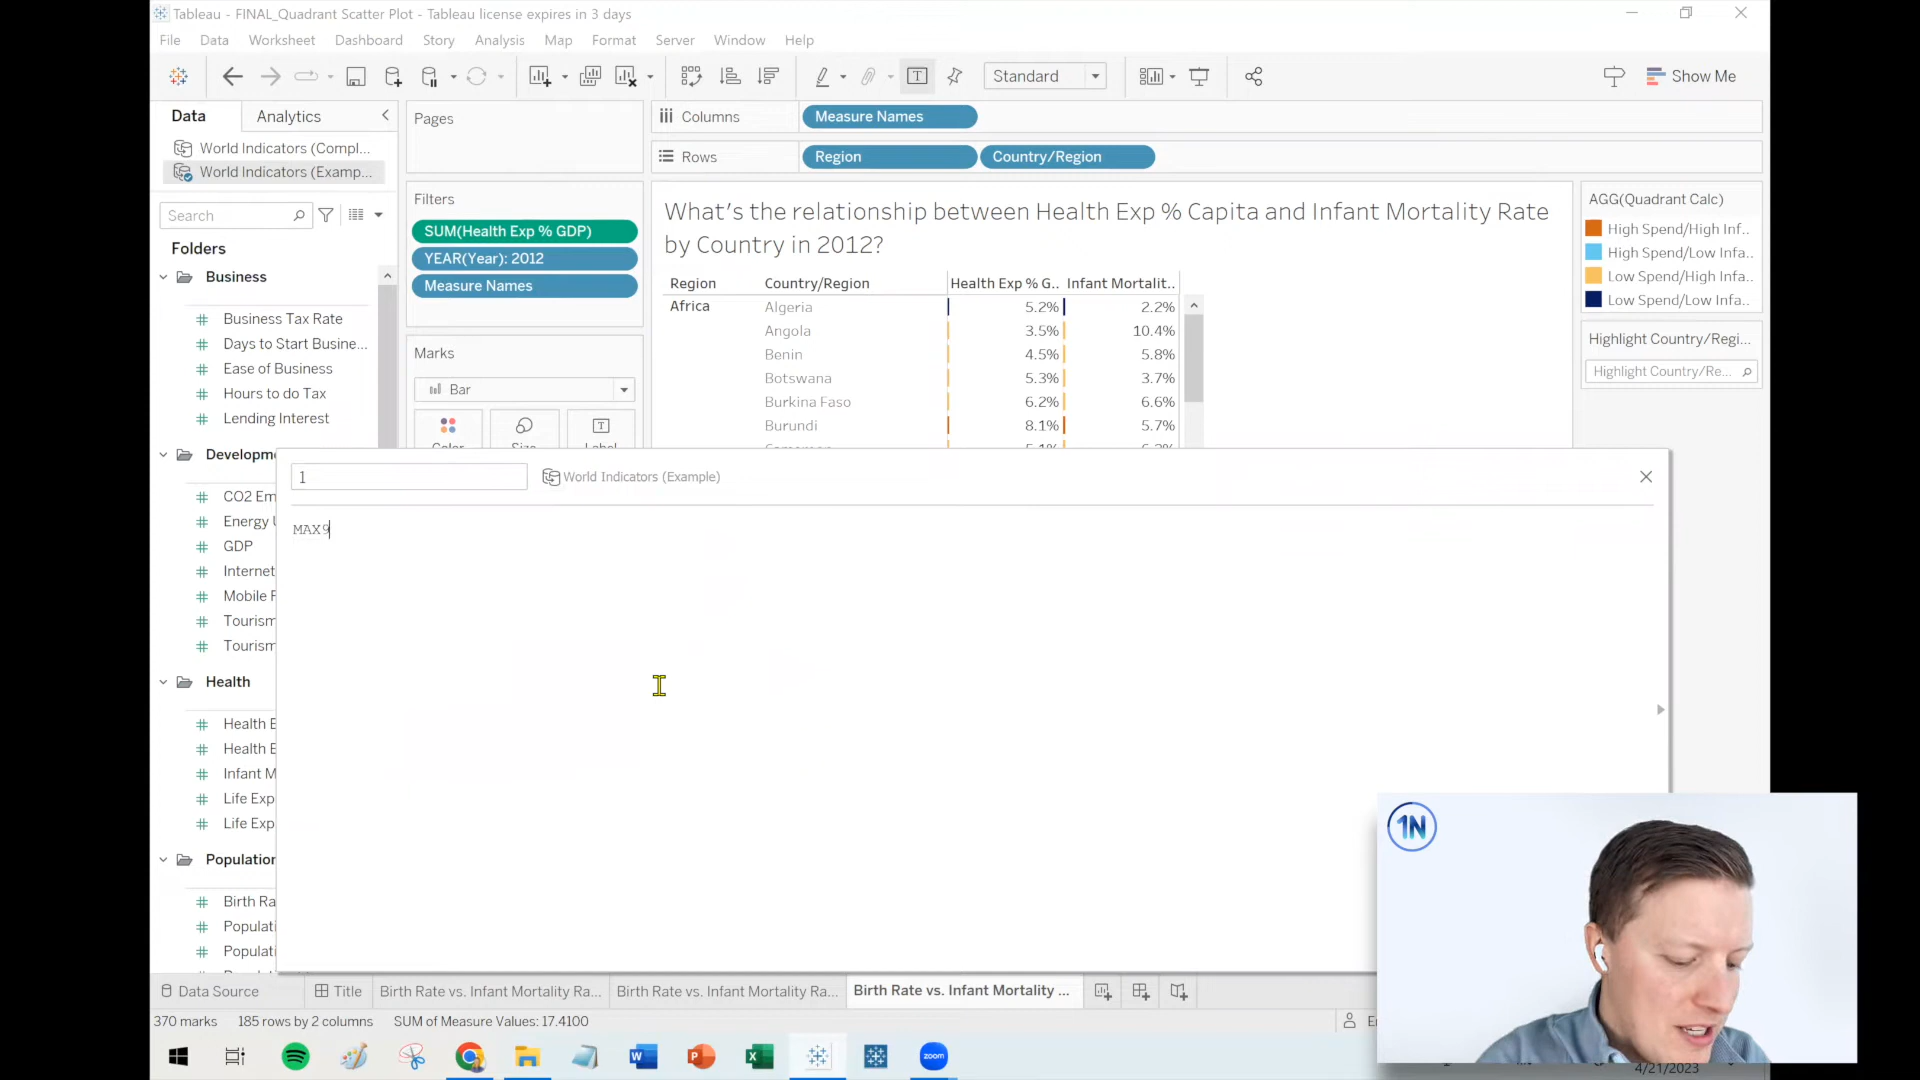 Tableau - FINAL_Quadrant Scatter Plot - Tableau license expires in 3 days
File Data Worksheet Dashboard Story Analysis Map Format Server Window Help
Standard
Show Me
Data Analytics
World Indicators (Compl...
World Indicators (Examp...
Search
Folders
Business
Business Tax Rate
Days to Start Busine...
Ease of Business
Hours to do Tax
Lending Interest
Developm
CO2 Em
Energy U
GDP
Internet
Mobile P
Tourism
Tourism
Health
Health E
Health E
Infant M
Life Exp
Life Exp
Population
Birth Ra
Populati
Populati
Pages
Filters
SUM(Health Exp % GDP)
YEAR(Year): 2012
Measure Names
Marks
Bar
Color Size Label
Columns Measure Names
Rows Region Country/Region
What's the relationship between Health Exp % Capita and Infant Mortality Rate
by Country in 2012?
Region Country/Region Health Exp % G.. Infant Mortalit..
Africa Algeria 5.2% 2.2%
Angola 3.5% 10.4%
Benin 4.5% 5.8%
Botswana 5.3% 3.7%
Burkina Faso 6.2% 6.6%
Burundi 8.1% 5.7%
AGG(Quadrant Calc)
High Spend/High Inf..
High Spend/Low Infa..
Low Spend/High Infa..
Low Spend/Low Infa..
Highlight Country/Regi...
Highlight Country/Re...
1
World Indicators (Example)
MAX9
1N
Data Source Title Birth Rate vs. Infant Mortality Ra... Birth Rate vs. Infant Mortality Ra... Birth Rate vs. Infant Mortality ...
370 marks 185 rows by 2 columns SUM of Measure Values: 17.4100
zoom
4/21/2023